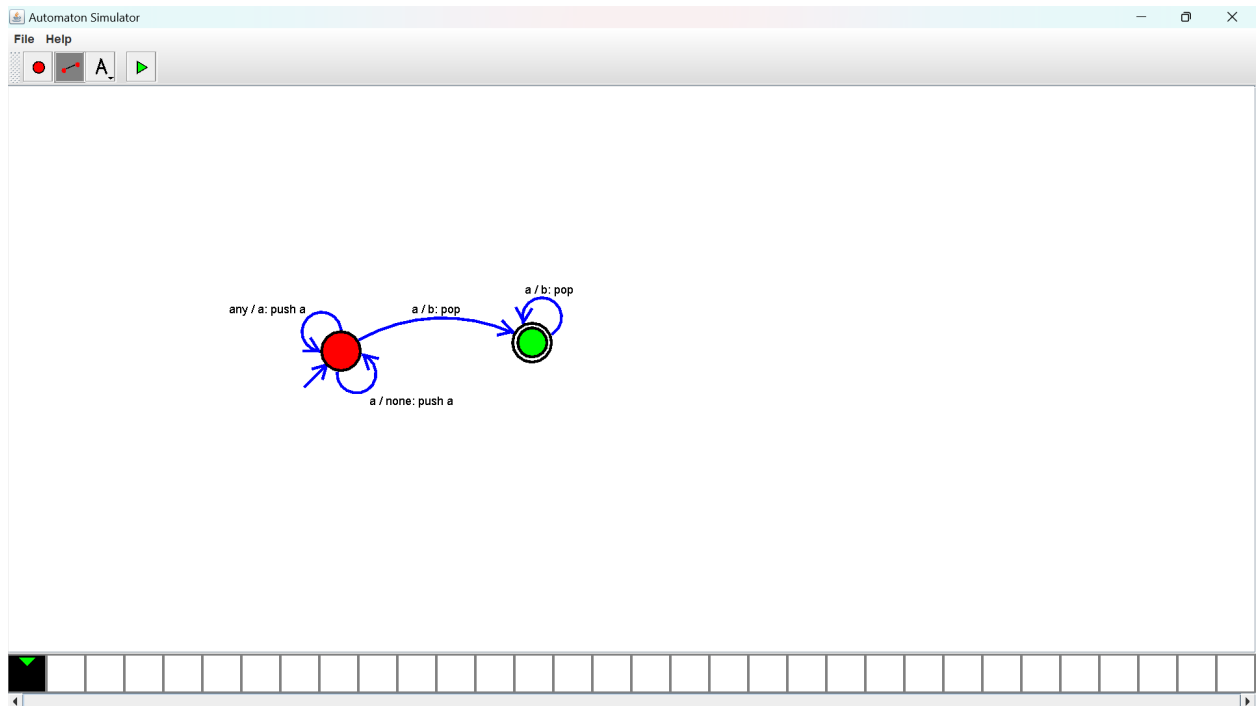 Automaton Simulator
File Help
A
a / b: pop
any / a: push a
a / b: pop
a / none: push a